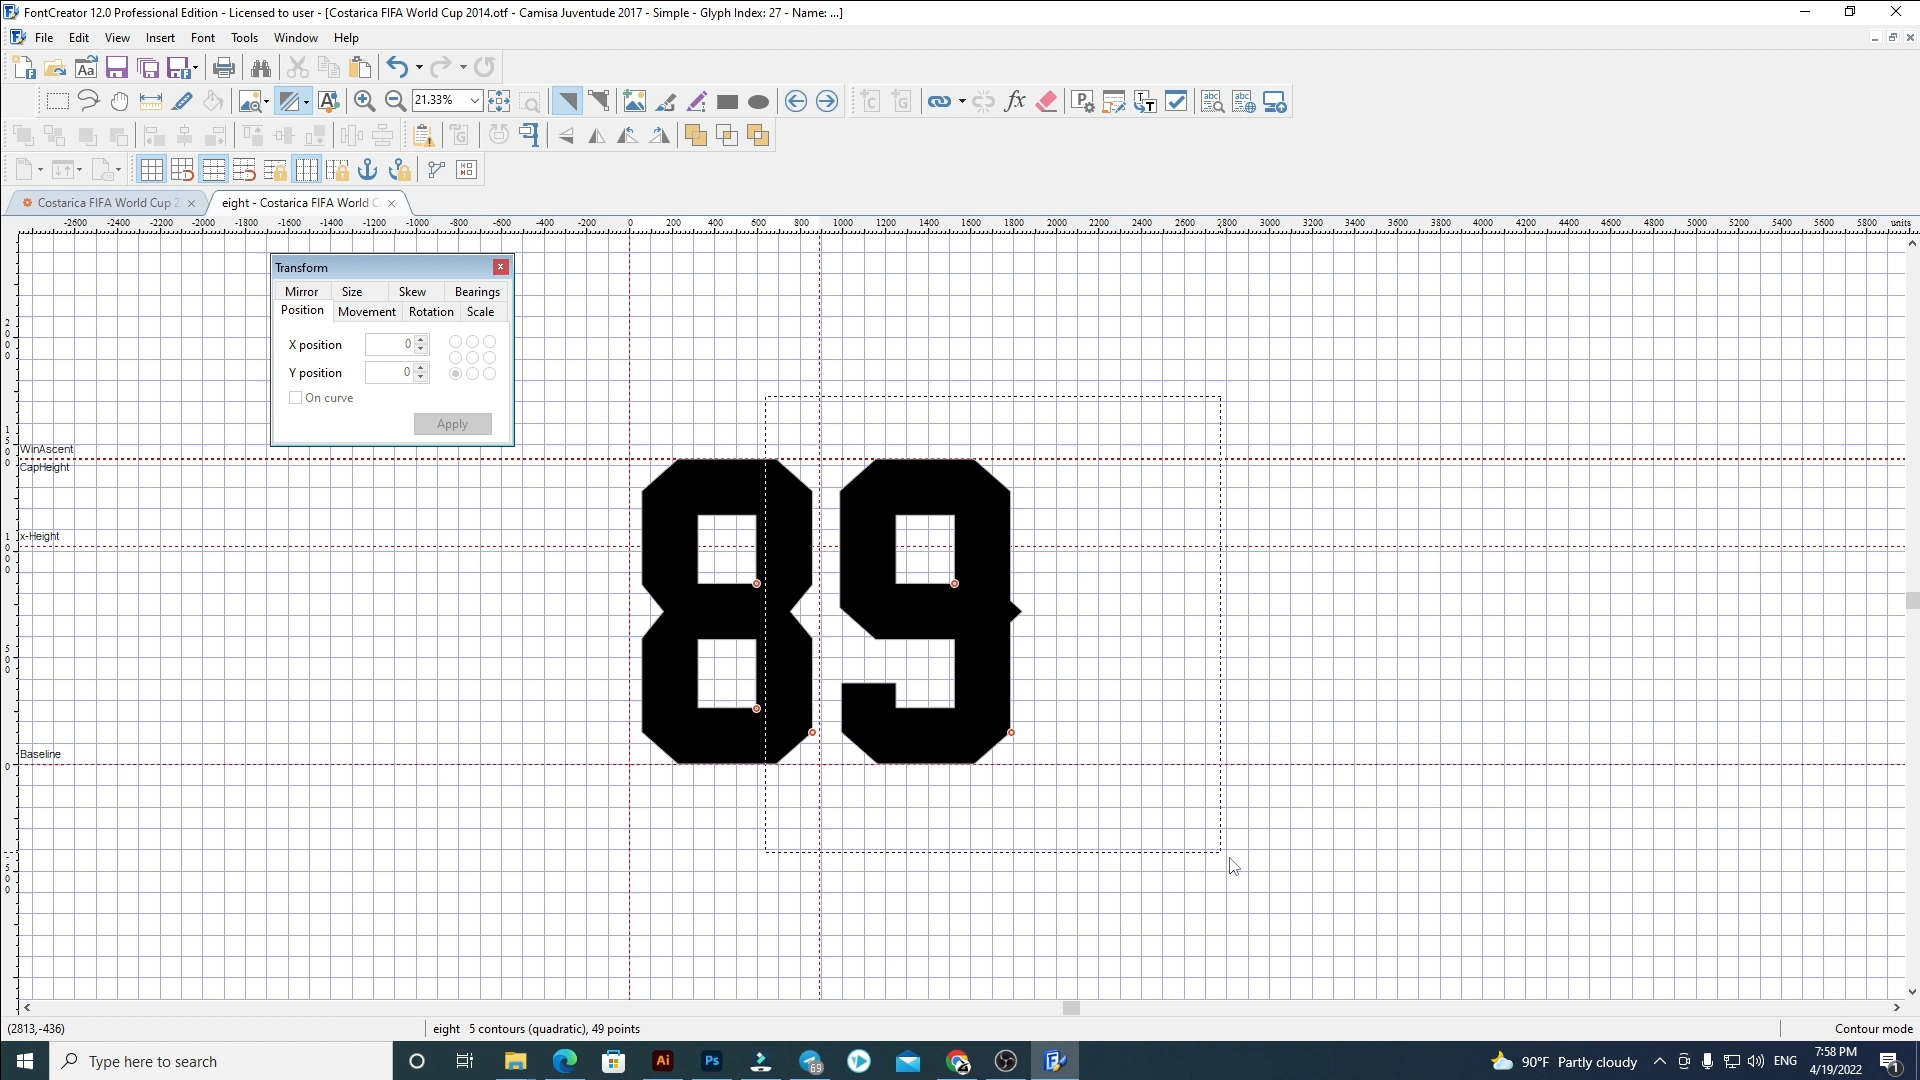 FontCreator 12.0 Professional Edition - Licensed to user - [Costarica FIFA World Cup 2014.otf - Camisa Juventude 2017 - Simple - Glyph Index: 27 - Name: ...]
File Edit View Insert Font Tools Window Help
21.33%
Costarica FIFA World Cup 2
eight - Costarica FIFA World C
-2600 -2400 -2200 -2000 -1800 -1600 -1400 -1200 -1000 -800 -600 -400 -200 0 200 400 600 800 1000 1200 1400 1600 1800 2000 2200 2400 2600 2800 3000 3200 3400 3600 3800 4000 4200 4400 4600 4800 5000 5200 5400 5600 5800 units
Transform
Mirror Size Skew Bearings
Position Movement Rotation Scale
X position 0
Y position 0
On curve
Apply
WinAscent
CapHeight
x-Height
Baseline
89
(2813,-436)
eight 5 contours (quadratic), 49 points
Contour mode
Type here to search
Ai
Ps
69
90°F Partly cloudy
ENG
7:58 PM
4/19/2022
1